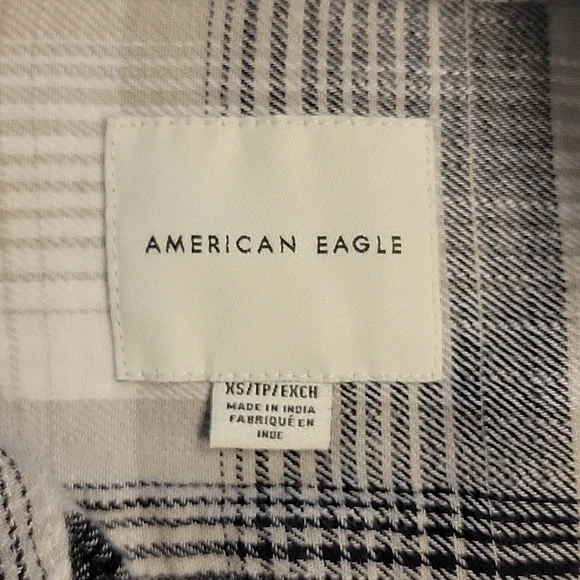 AMERICAN EAGLE
XS/TP/EXCH
MADE IN INDIA
FABRIQUÉ EN
INDE